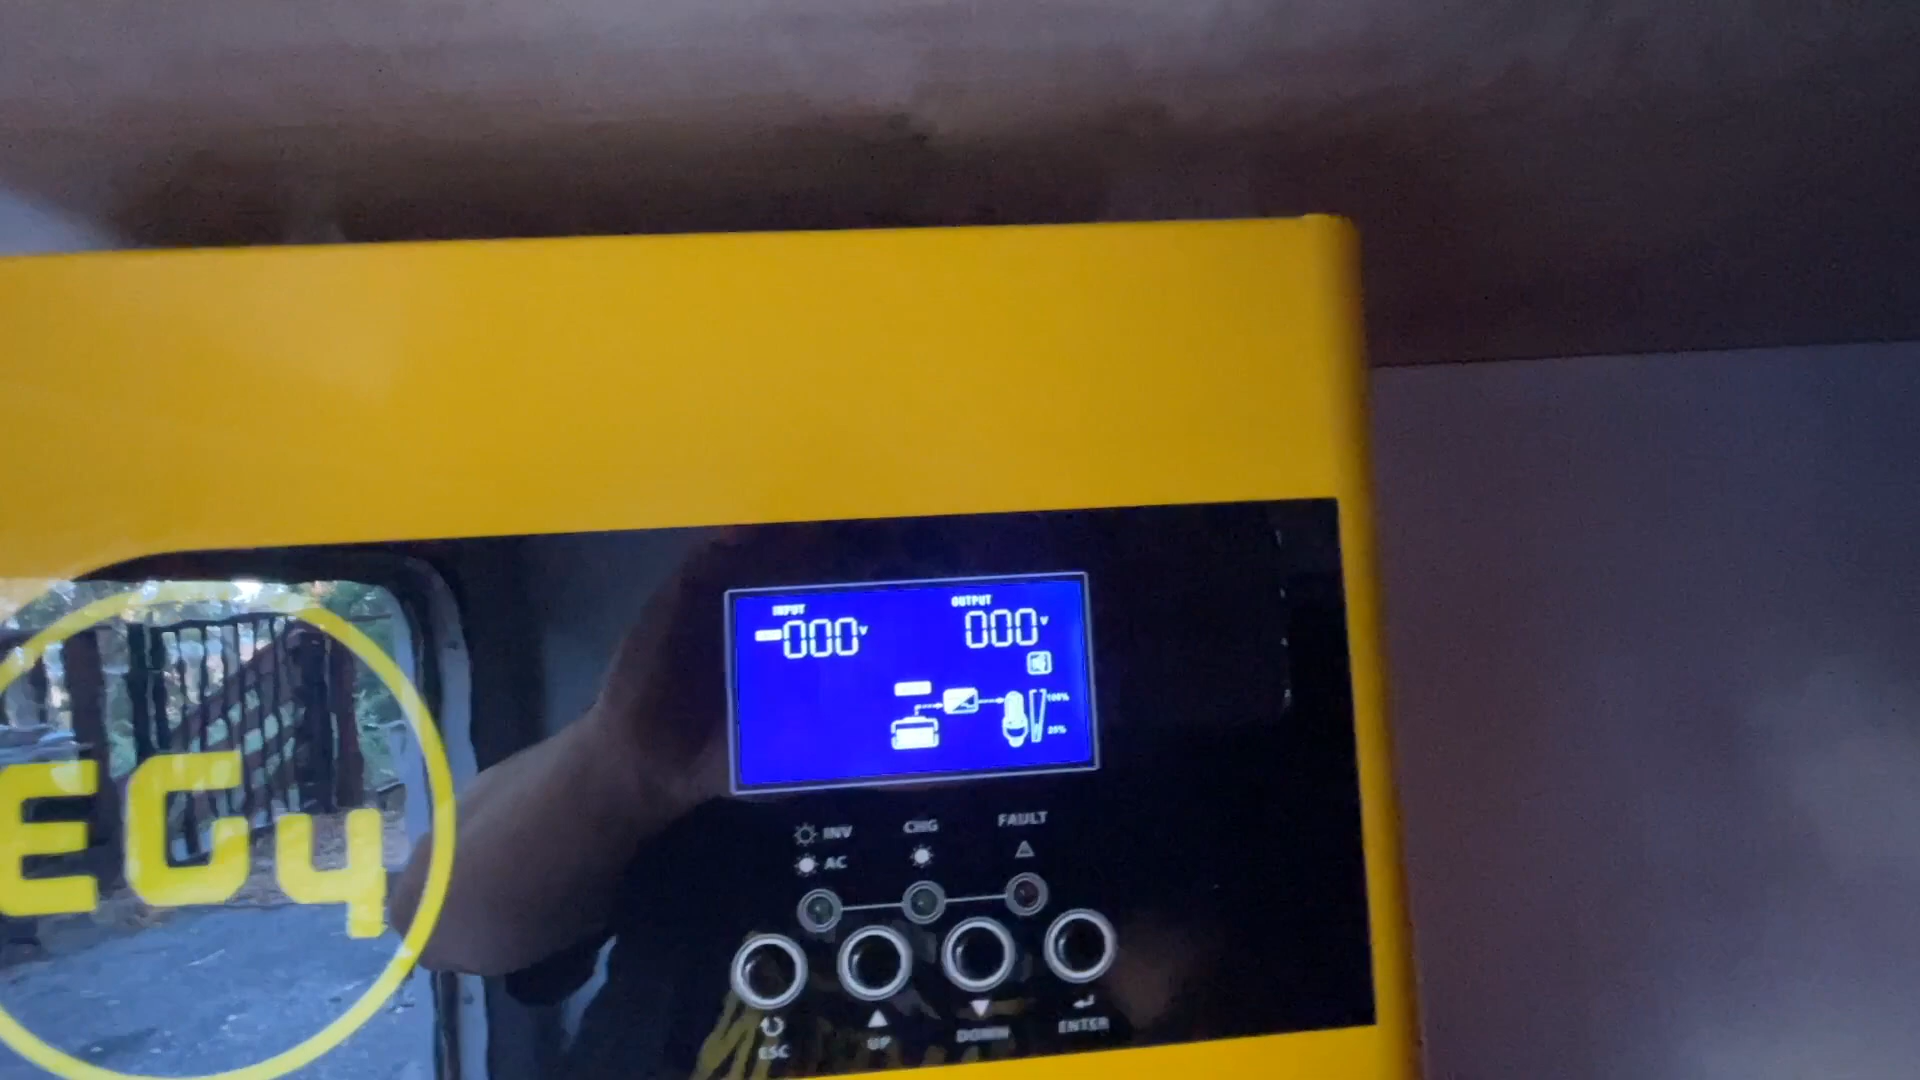 INPUT
000V
OUTPUT
000V
100%
25%
EG4
INV
CHG
FAULT
AC
ESC
UP
DOWN
ENTER